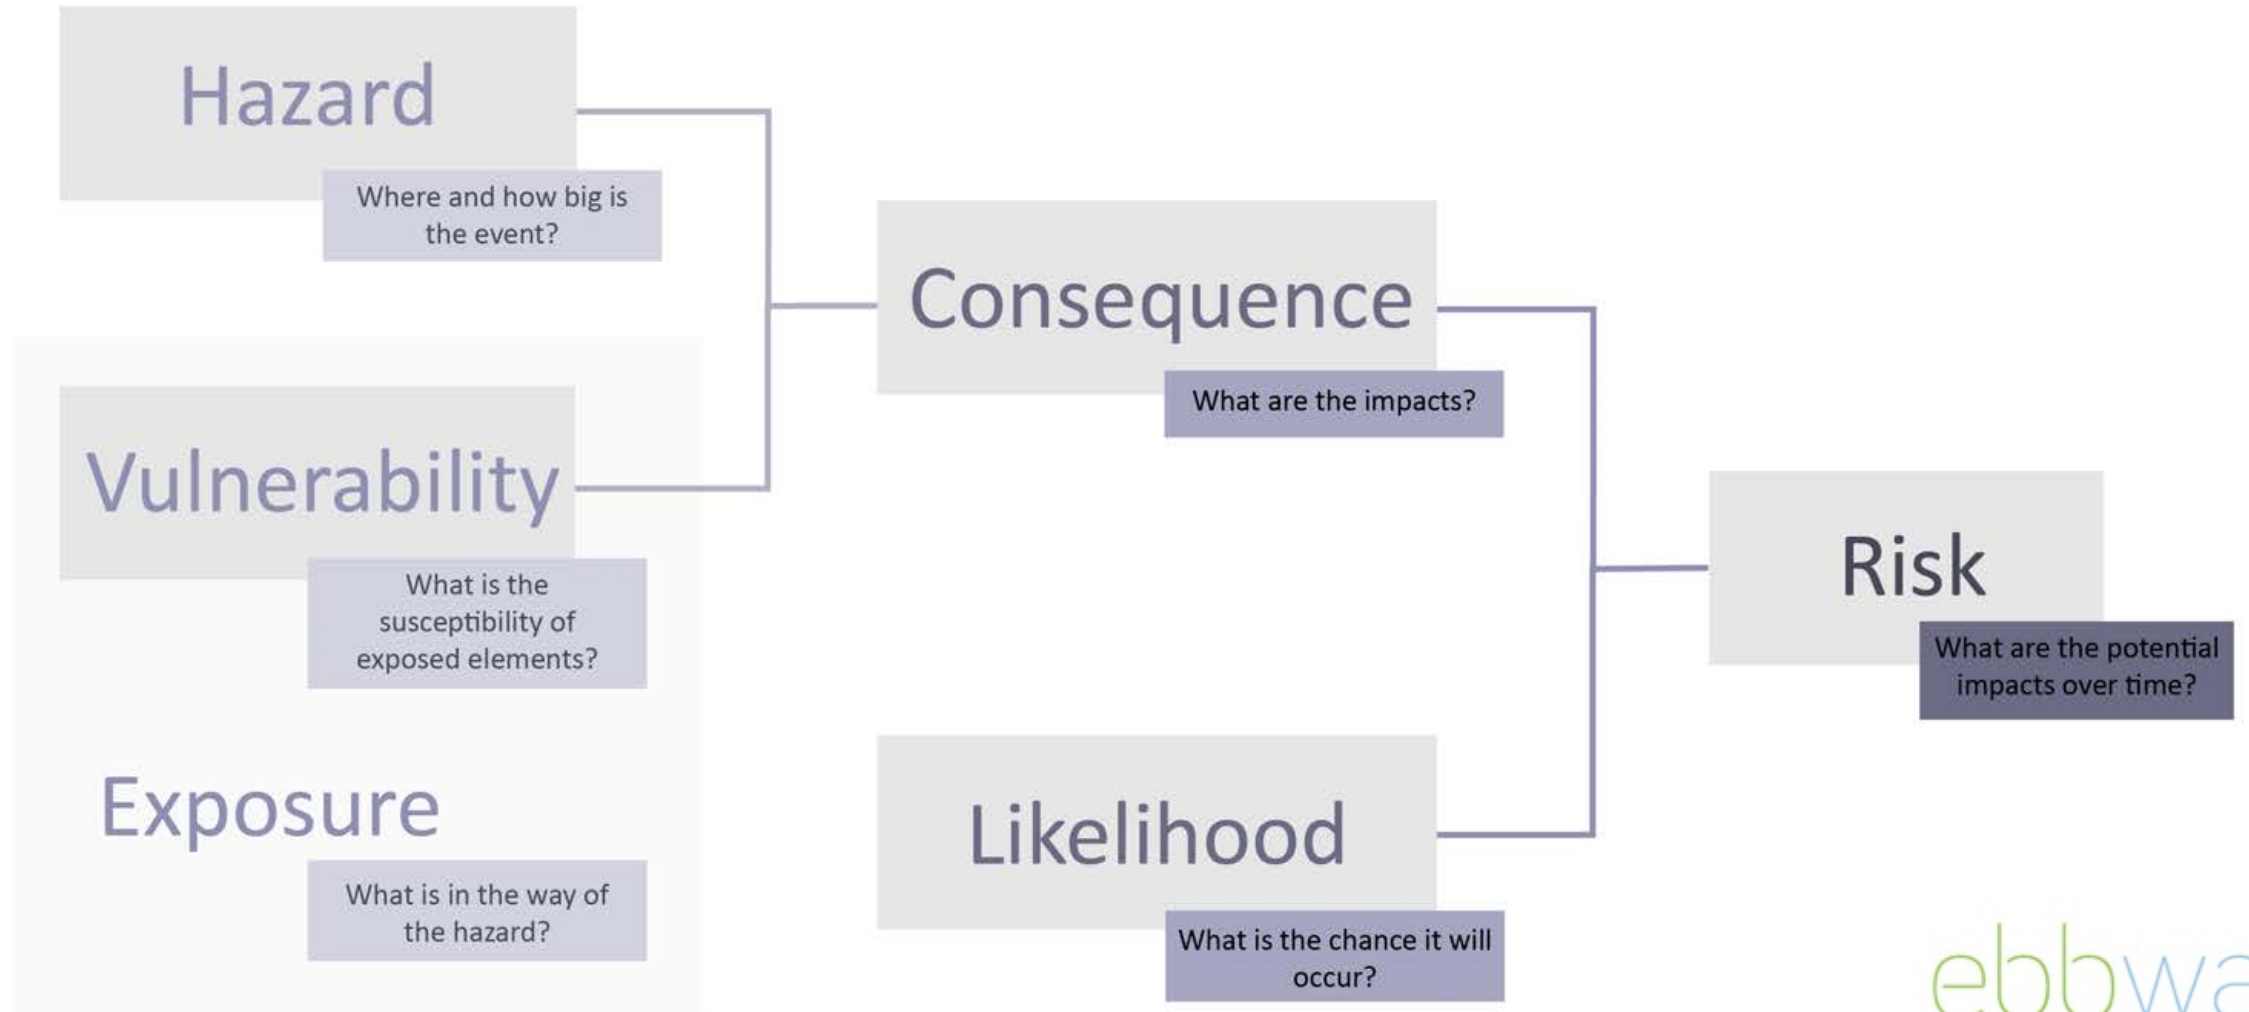 Hazard
Where and how big is
the event?
Vulnerability
What is the
susceptibility of
exposed elements?
Exposure
What is in the way of
the hazard?
Consequence
What are the impacts?
Likelihood
What is the chance it will
occur?
Risk
What are the potential
impacts over time?
ebbwa